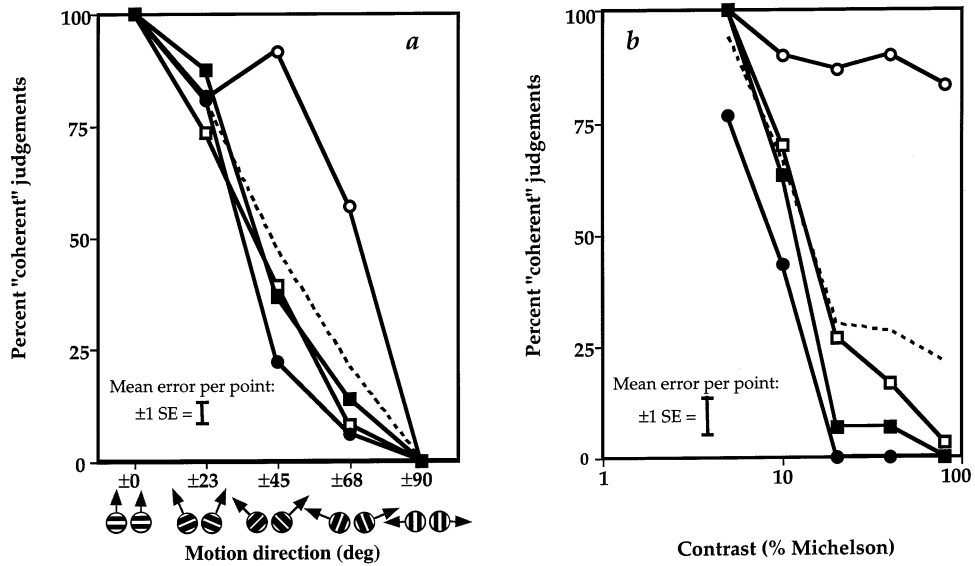 a
Percent "coherent" judgements
100
75
50
25
0
Mean error per point:
±1 SE =
±0 ±23 ±45 ±68 ±90
Motion direction (deg)
b
Percent "coherent" judgements
100
75
50
25
0
Mean error per point:
±1 SE =
1 10 100
Contrast (% Michelson)